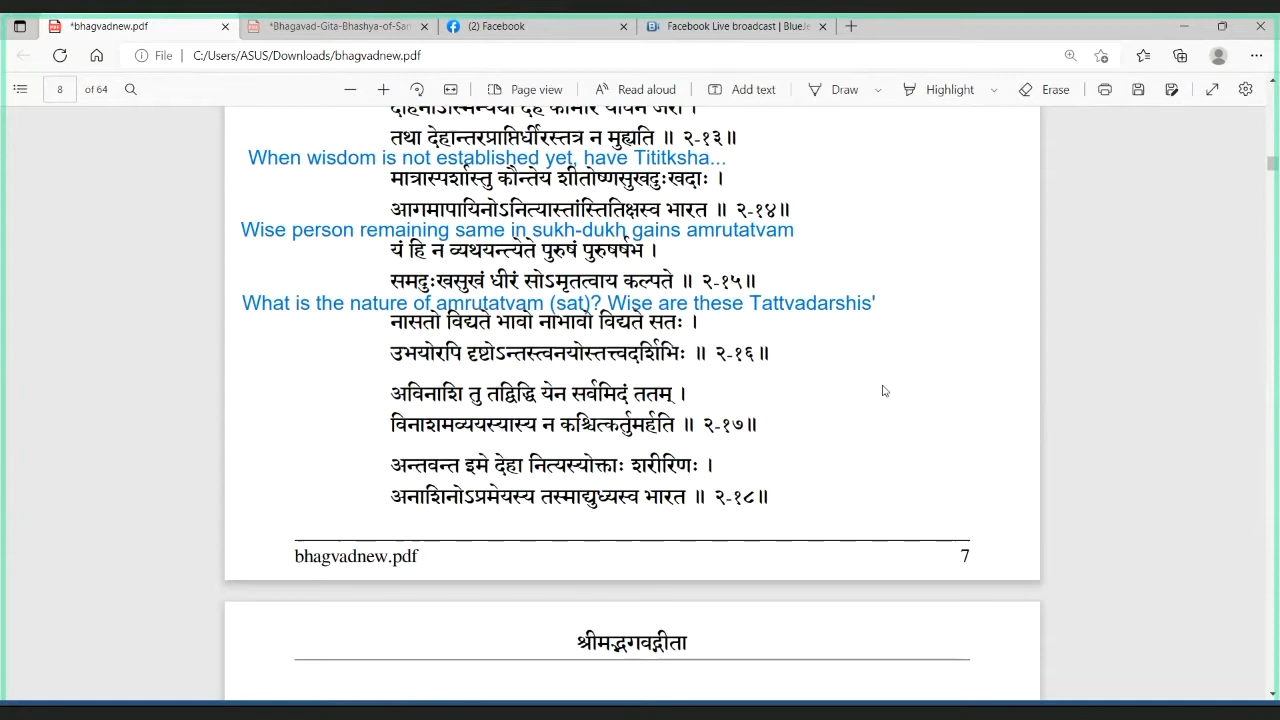 *bhagvadnew.pdf
*Bhagavad-Gita-Bhashya-of-San
(2) Facebook
Facebook Live broadcast | BlueJe
File
C:/Users/ASUS/Downloads/bhagvadnew.pdf
8 of 64
Page view
Read aloud
Add text
Draw
Highlight
Erase
देहिनोऽस्मिन्यथा देहे कौमारं यौवनं जरा ।
तथा देहान्तरप्राप्तिर्धीरस्तत्र न मुह्यति ॥ २-१३॥
When wisdom is not established yet, have Tititksha...
मात्रास्पर्शास्तु कौन्तेय शीतोष्णसुखदुःखदाः ।
आगमापायिनोऽनित्यास्तांस्तितिक्षस्व भारत ॥ २-१४॥
Wise person remaining same in sukh-dukh gains amrutatvam
यं हि न व्यथयन्त्येते पुरुषं पुरुषर्षभ ।
समदुःखसुखं धीरं सोऽमृतत्वाय कल्पते ॥ २-१५॥
What is the nature of amrutatvam (sat)? Wise are these Tattvadarshis'
नासतो विद्यते भावो नाभावो विद्यते सतः ।
उभयोरपि दृष्टोऽन्तस्त्वनयोस्तत्त्वदर्शिभिः ॥ २-१६॥
अविनाशि तु तद्विद्धि येन सर्वमिदं ततम् ।
विनाशमव्ययस्यास्य न कश्चित्कर्तुमर्हति ॥ २-१७॥
अन्तवन्त इमे देहा नित्यस्योक्ताः शरीरिणः ।
अनाशिनोऽप्रमेयस्य तस्माद्युध्यस्व भारत ॥ २-१८॥
bhagvadnew.pdf 7
श्रीमद्भगवद्गीता